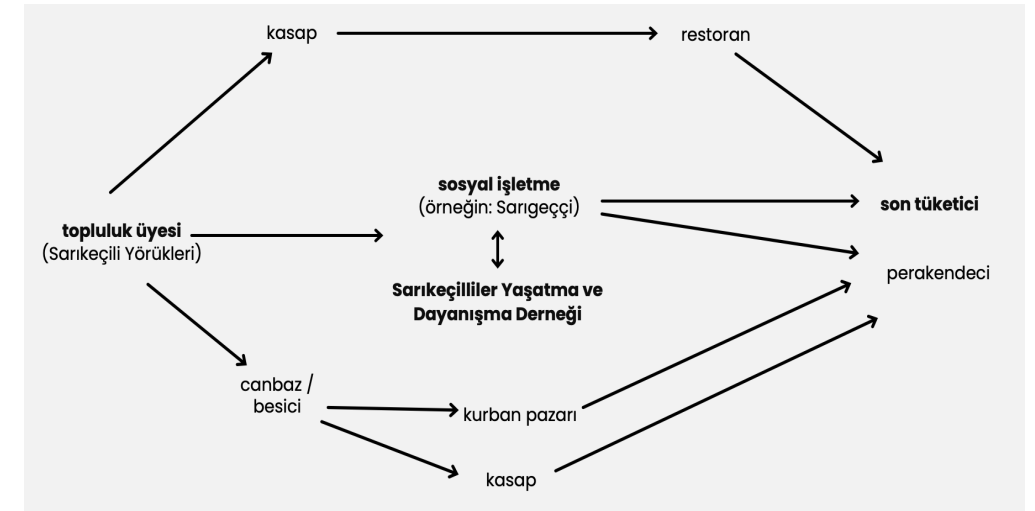 kasap
restoran
sosyal işletme
(örneğin: Sarıgeççi)
son tüketici
topluluk üyesi
(Sarıkeçili Yörükleri)
perakendeci
Sarıkeçilliler Yaşatma ve
Dayanışma Derneği
canbaz /
besici
kurban pazarı
kasap